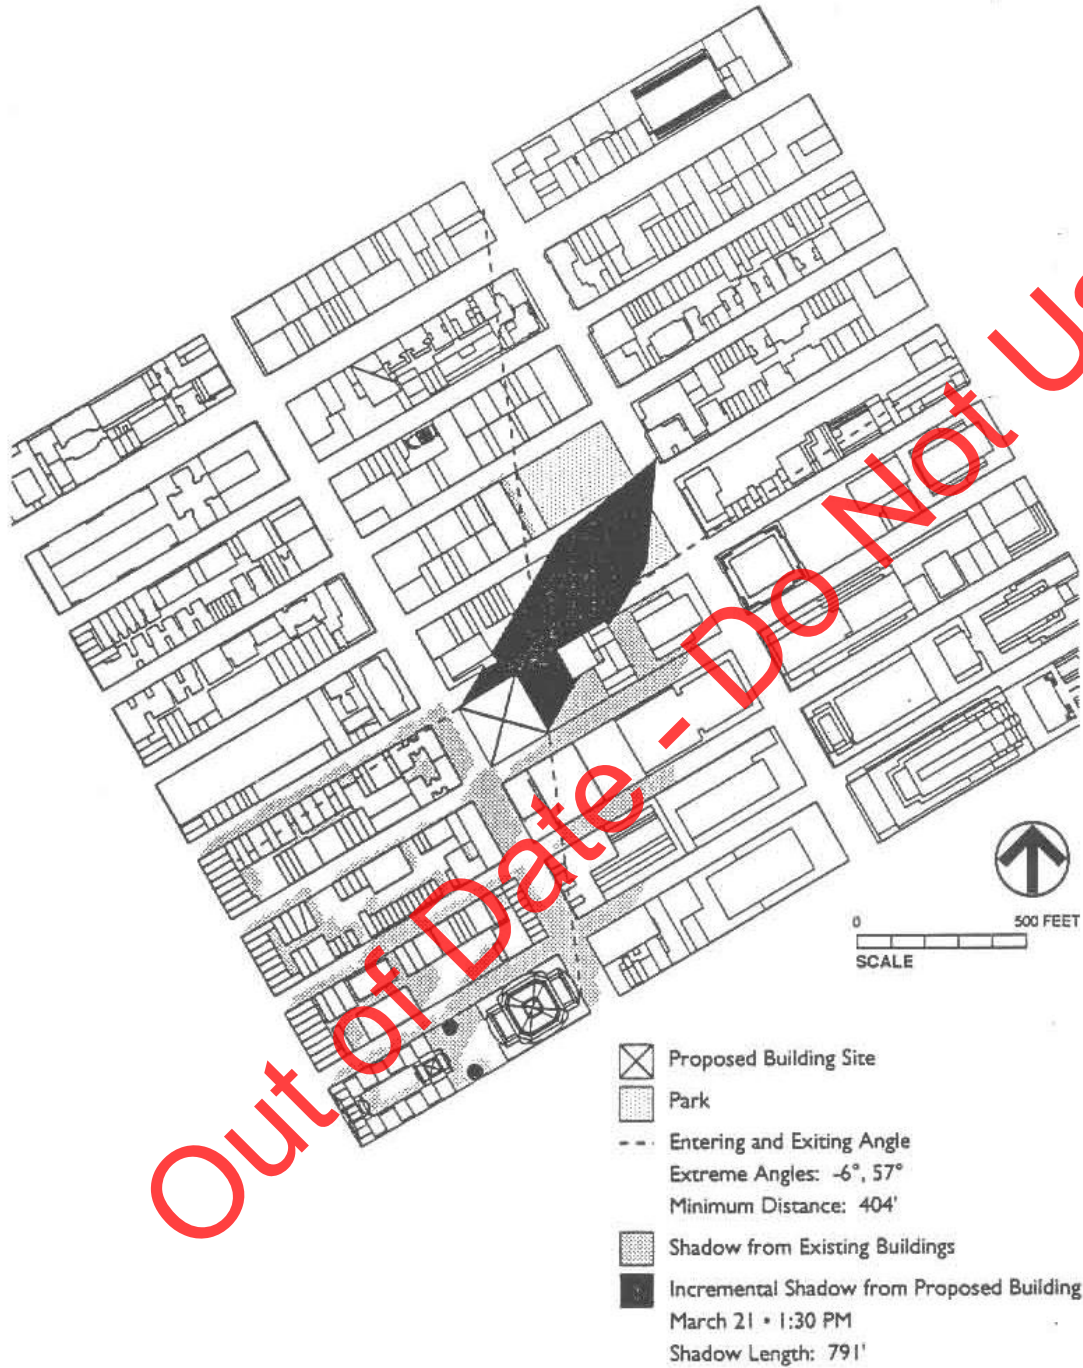 Out of Date - Do Not Us
0 500 FEET
SCALE
Proposed Building Site
Park
Entering and Exiting Angle
Extreme Angles: -6°, 57°
Minimum Distance: 404'
Shadow from Existing Buildings
Incremental Shadow from Proposed Building
March 21 • 1:30 PM
Shadow Length: 791'